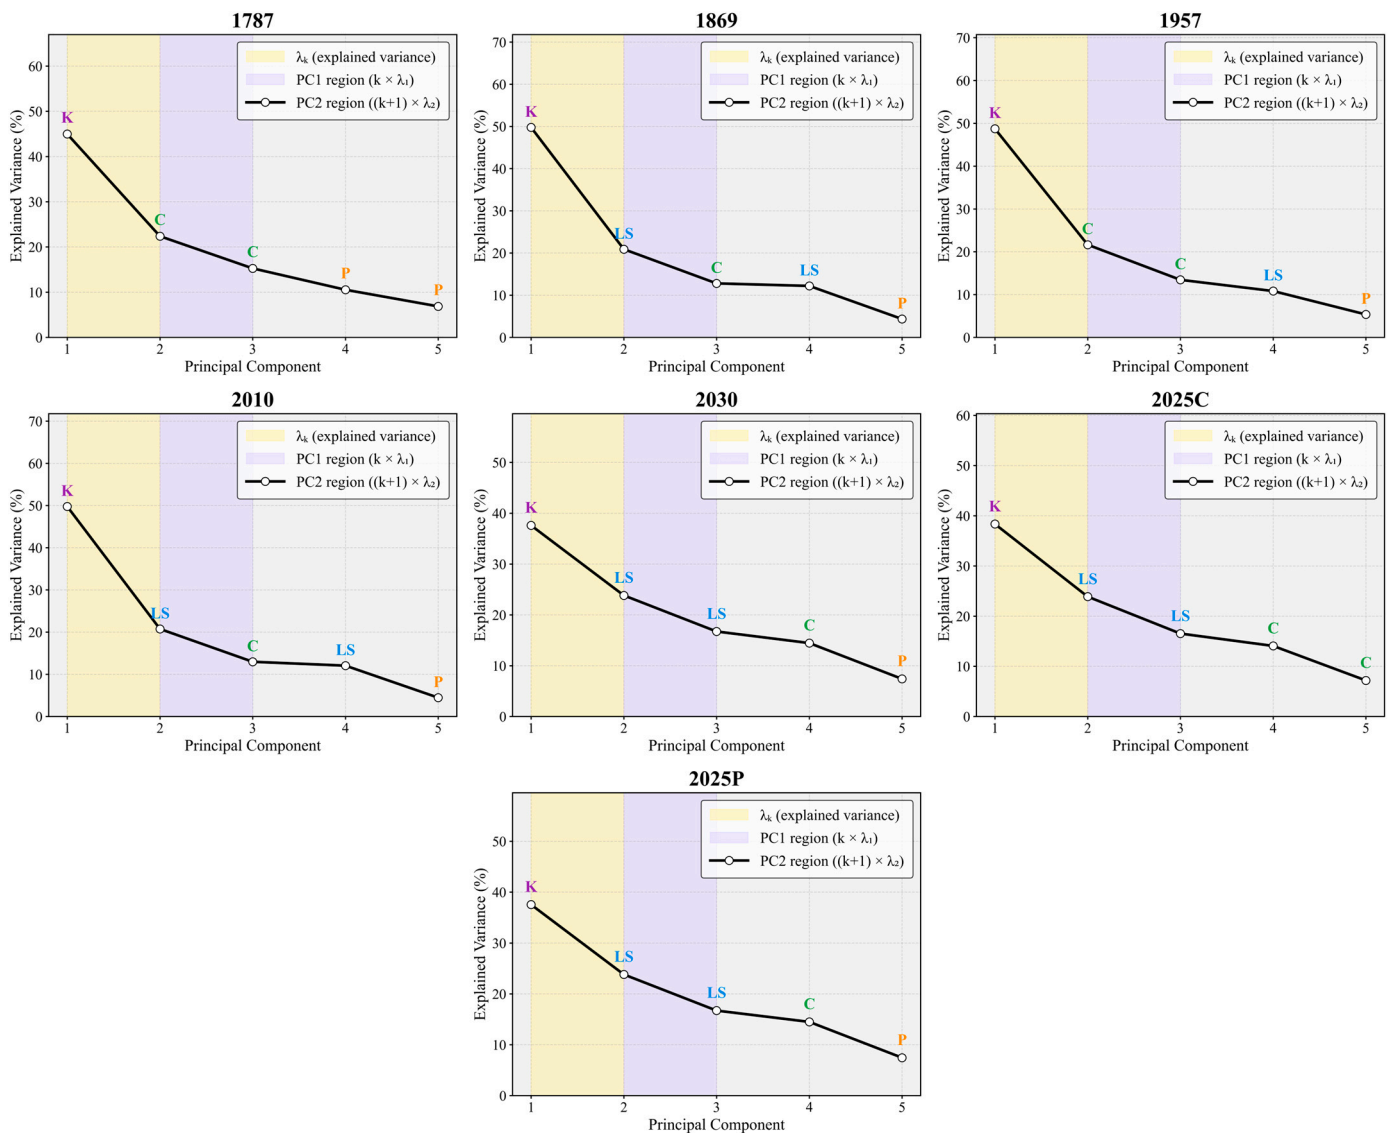 1787
λₖ (explained variance)
PC1 region (k × λ₁)
PC2 region ((k+1) × λ₂)
K
C
C
P
P
60
50
40
30
20
10
0
1 2 3 4 5
Explained Variance (%)
Principal Component
1869
λₖ (explained variance)
PC1 region (k × λ₁)
PC2 region ((k+1) × λ₂)
K
LS
C
LS
P
70
60
50
40
30
20
10
0
1 2 3 4 5
Explained Variance (%)
Principal Component
1957
λₖ (explained variance)
PC1 region (k × λ₁)
PC2 region ((k+1) × λ₂)
K
C
C
LS
P
70
60
50
40
30
20
10
0
1 2 3 4 5
Explained Variance (%)
Principal Component
2010
λₖ (explained variance)
PC1 region (k × λ₁)
PC2 region ((k+1) × λ₂)
K
LS
C
LS
P
70
60
50
40
30
20
10
0
1 2 3 4 5
Explained Variance (%)
Principal Component
2030
λₖ (explained variance)
PC1 region (k × λ₁)
PC2 region ((k+1) × λ₂)
K
LS
LS
C
P
50
40
30
20
10
0
1 2 3 4 5
Explained Variance (%)
Principal Component
2025C
λₖ (explained variance)
PC1 region (k × λ₁)
PC2 region ((k+1) × λ₂)
K
LS
LS
C
C
60
50
40
30
20
10
0
1 2 3 4 5
Explained Variance (%)
Principal Component
2025P
λₖ (explained variance)
PC1 region (k × λ₁)
PC2 region ((k+1) × λ₂)
K
LS
LS
C
P
50
40
30
20
10
0
1 2 3 4 5
Explained Variance (%)
Principal Component